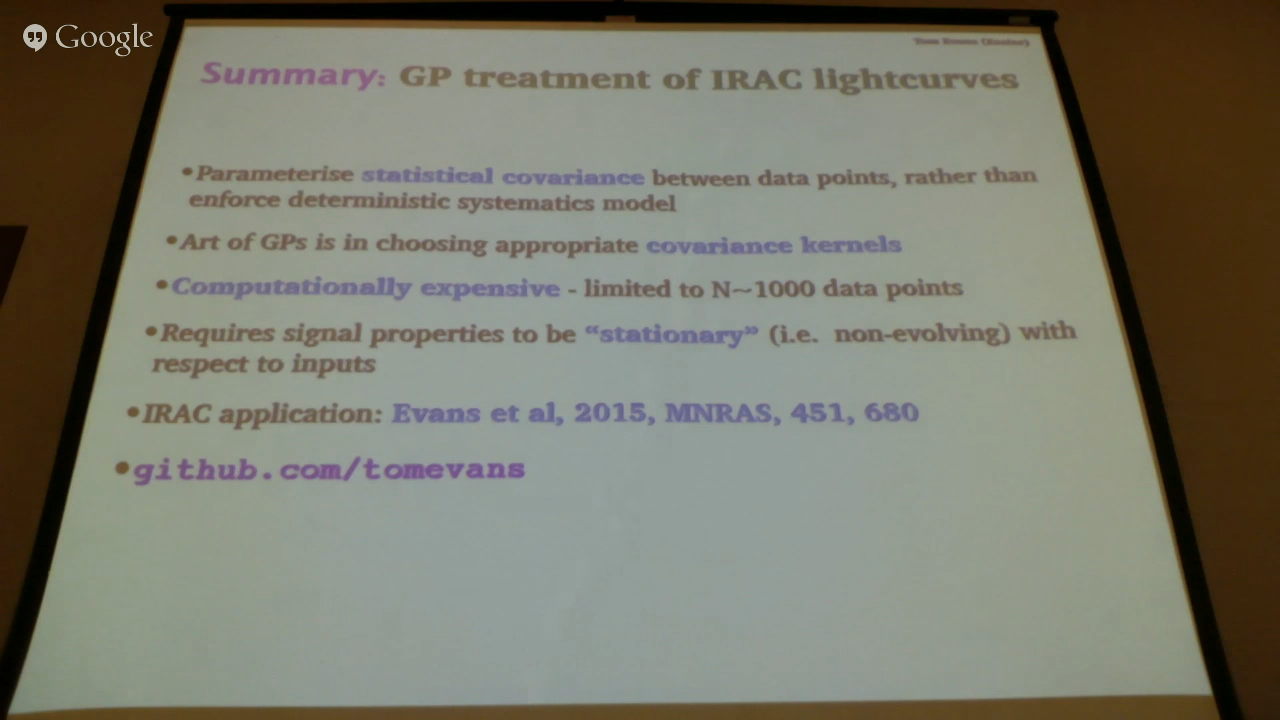 Google
Tom Evans (Exeter)
Summary: GP treatment of IRAC lightcurves
•Parameterise statistical covariance between data points, rather than
enforce deterministic systematics model
•Art of GPs is in choosing appropriate covariance kernels
•Computationally expensive - limited to N~1000 data points
•Requires signal properties to be “stationary” (i.e. non-evolving) with
respect to inputs
•IRAC application: Evans et al, 2015, MNRAS, 451, 680
•github.com/tomevans